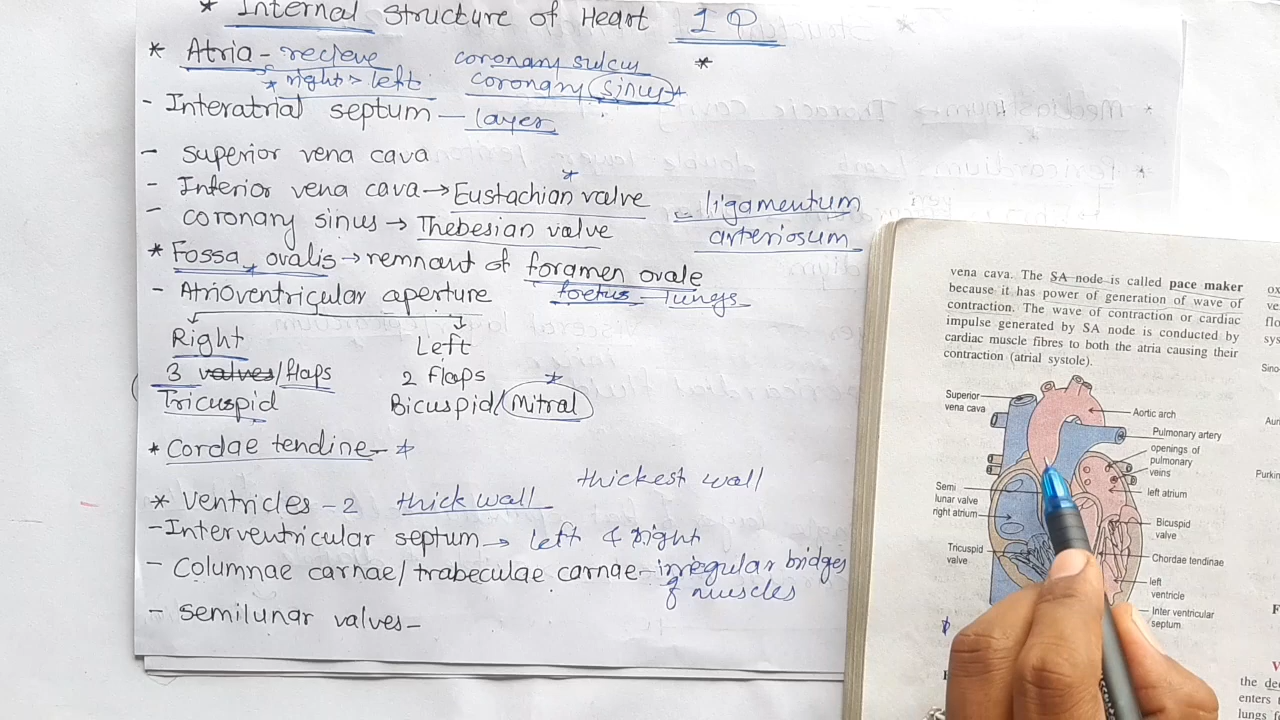 * Internal structure of Heart IP
* Atria - recieve coronary sulcus *
* right > left coronary sinus *
- Interatrial septum — layer
- superior vena cava
- Inferior vena cava → Eustachian valve *
- coronary sinus → Thebesian valve
- ligamentum
arteriosum
* Fossa ovalis → remnant of foramen ovale
foetus - lungs
- Atrioventricular aperture
Right Left
3 valves/flaps 2 flaps
Tricuspid Bicuspid/Mitral *
* Cordae tendine - *
thickest wall
* Ventricles - 2 thick wall
- Interventricular septum → left & right
- Columnae carnae/trabeculae carnae - irregular bridges
of muscles
- semilunar valves -
vena cava. The SA node is called pace maker
because it has power of generation of wave of
contraction. The wave of contraction or cardiac
impulse generated by SA node is conducted by
cardiac muscle fibres to both the atria causing their
contraction (atrial systole).
Superior
vena cava
Aortic arch
Pulmonary artery
openings of
pulmonary
veins
left atrium
Semi
lunar valve
right atrium
Bicuspid
valve
Tricuspid
valve
Chordae tendinae
left
ventricle
Inter ventricular
septum
Sino-
the de
enters
lungs f